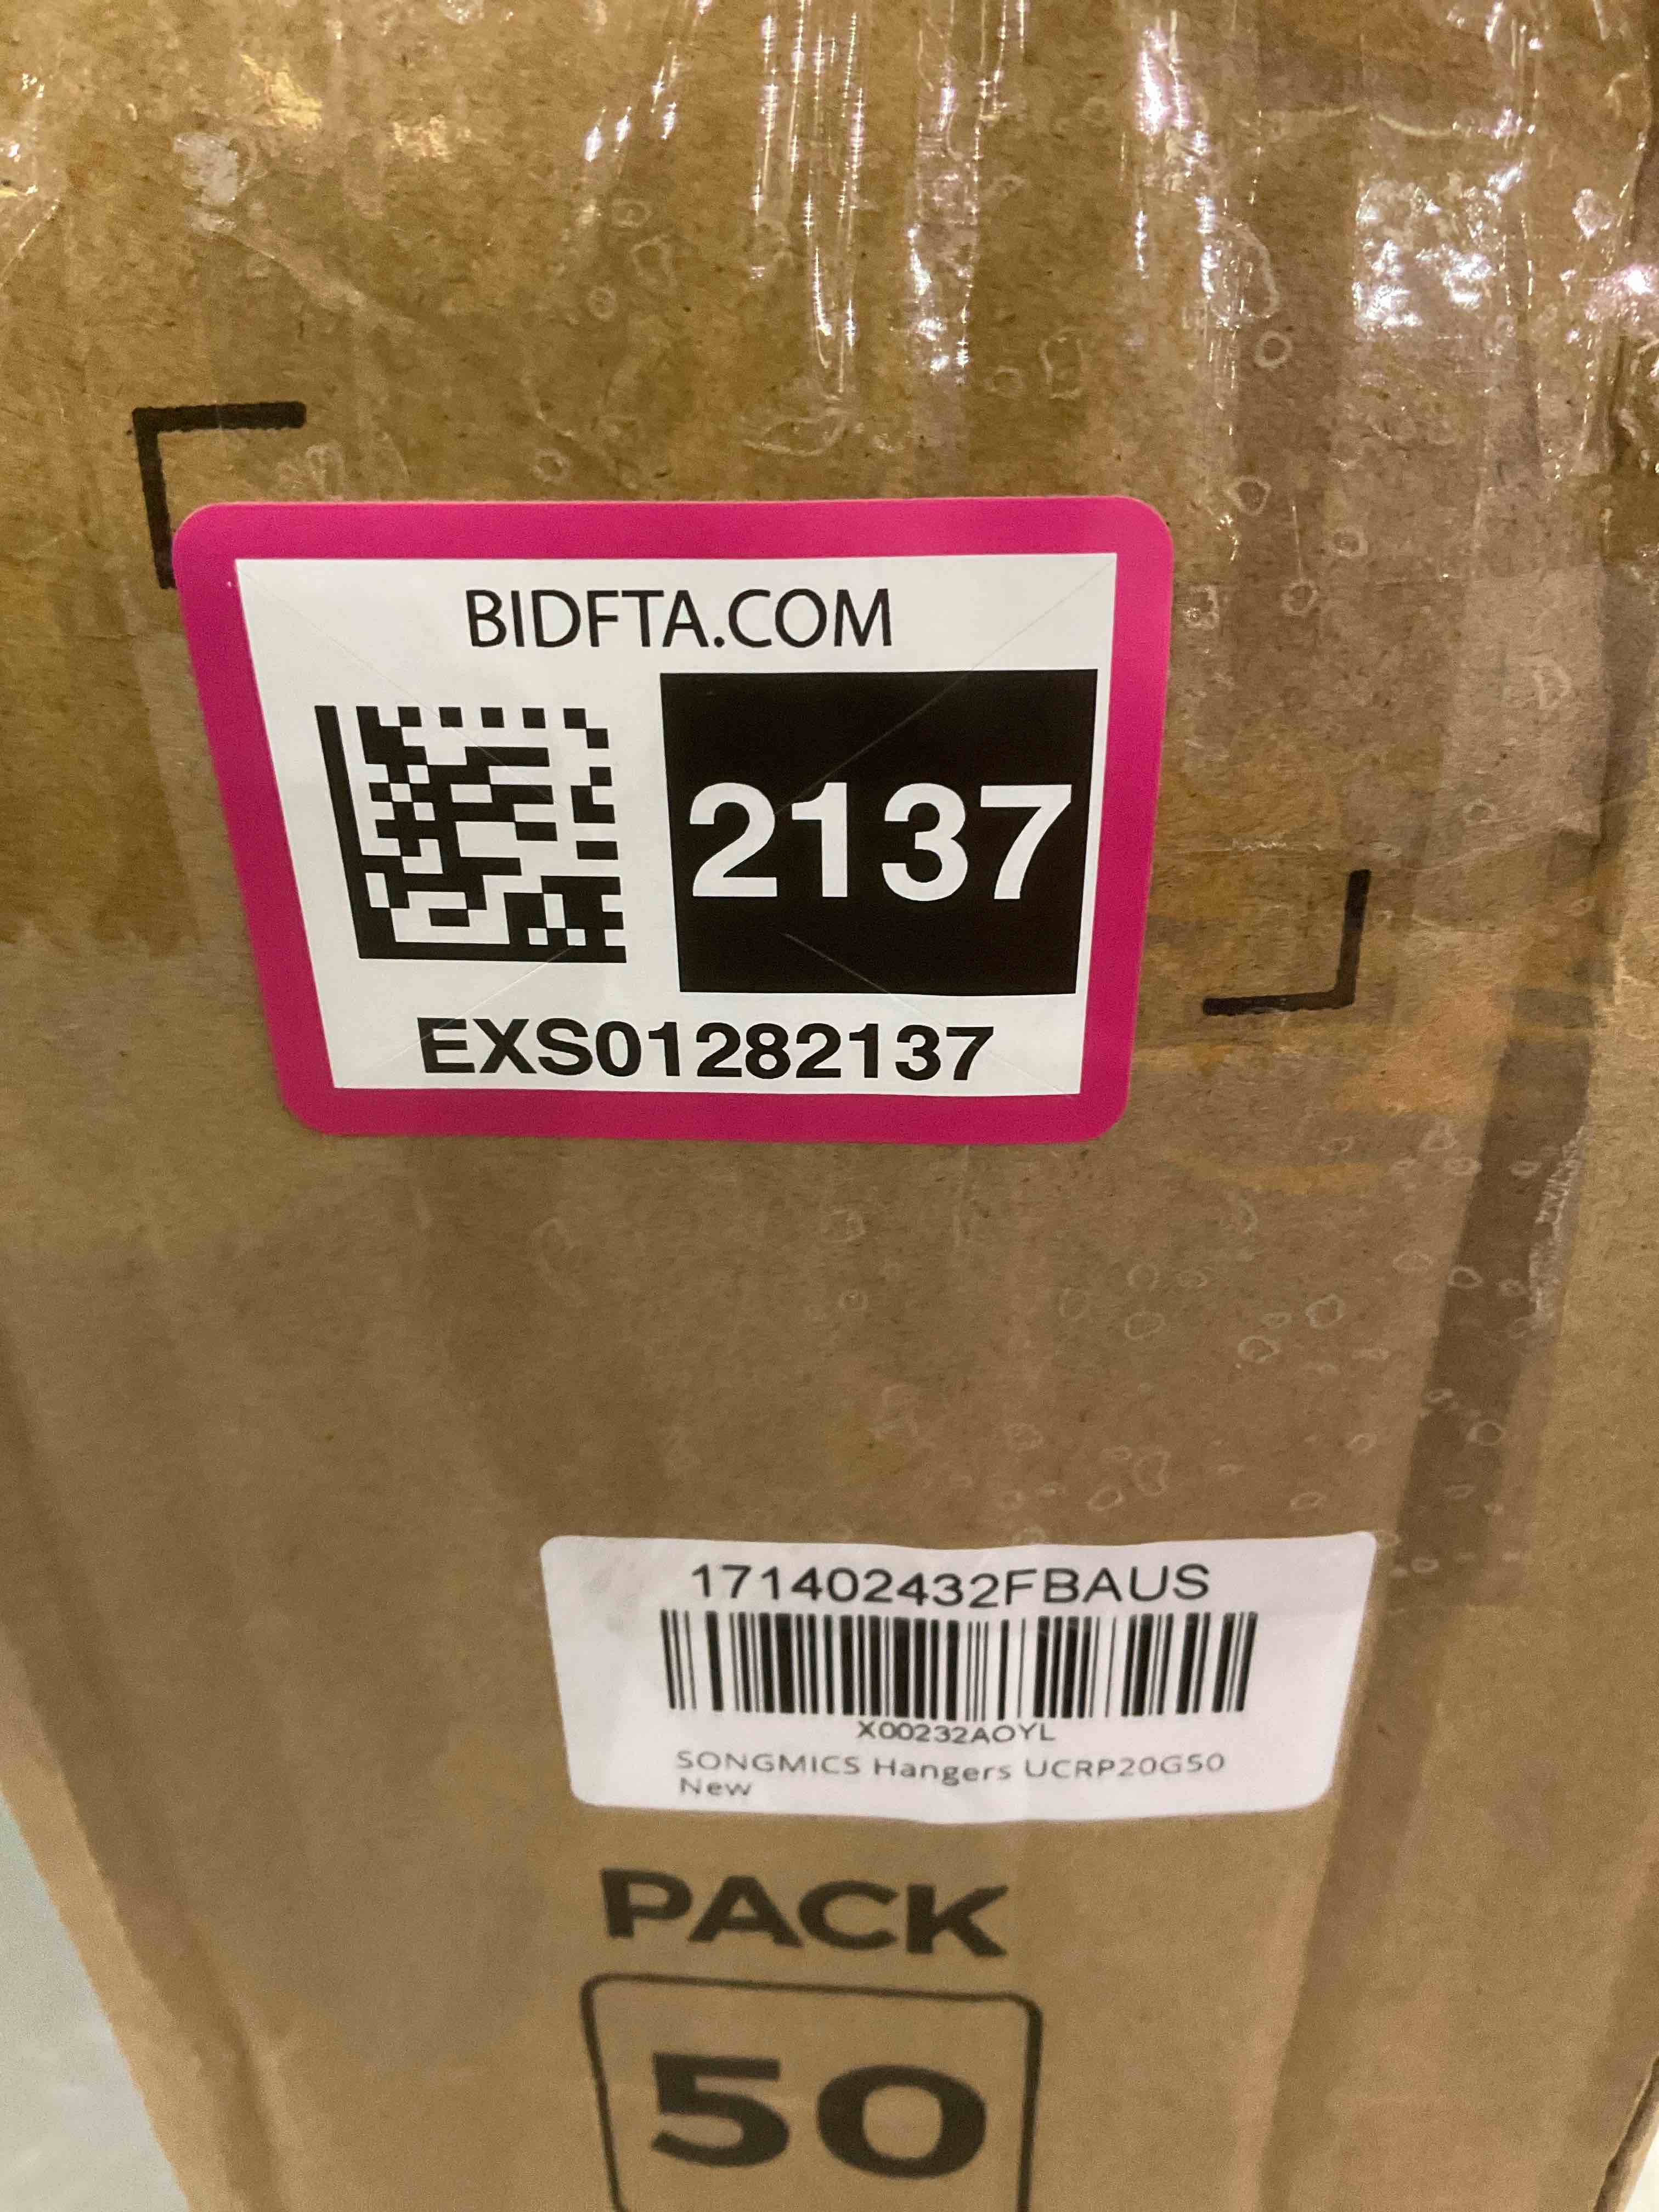 BIDFTA.COM
2137
EXS01282137
171402432FBAUS
X00232AOYL
SONGMICS Hangers UCRP20G50
New
PACK
50